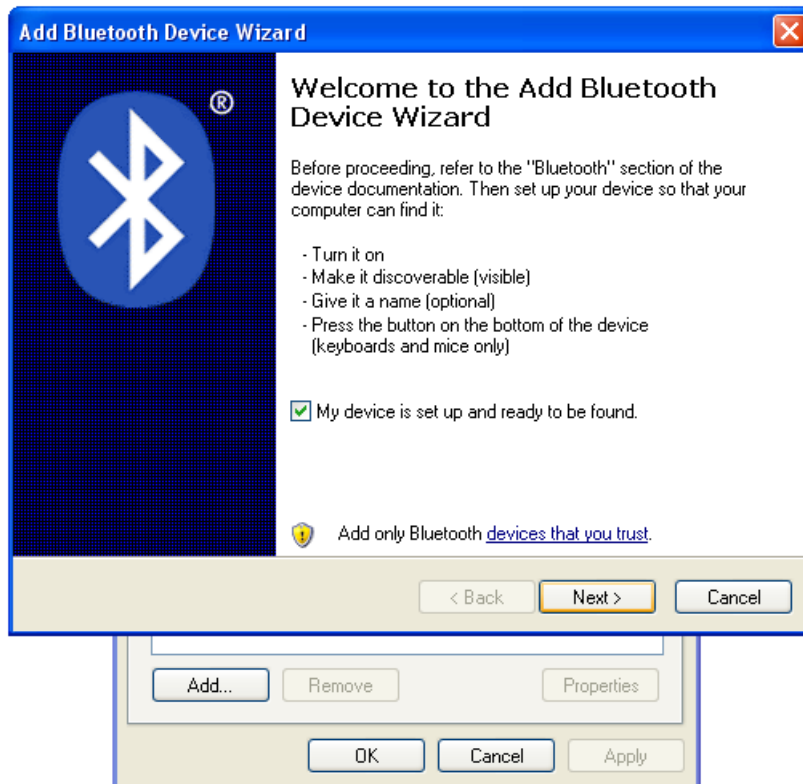 Add Bluetooth Device Wizard
®
Welcome to the Add Bluetooth
Device Wizard
Before proceeding, refer to the "Bluetooth" section of the
device documentation. Then set up your device so that your
computer can find it:
- Turn it on
- Make it discoverable (visible)
- Give it a name (optional)
- Press the button on the bottom of the device
(keyboards and mice only)
My device is set up and ready to be found.
Add only Bluetooth devices that you trust.
< Back Next > Cancel
Add... Remove Properties
OK Cancel Apply